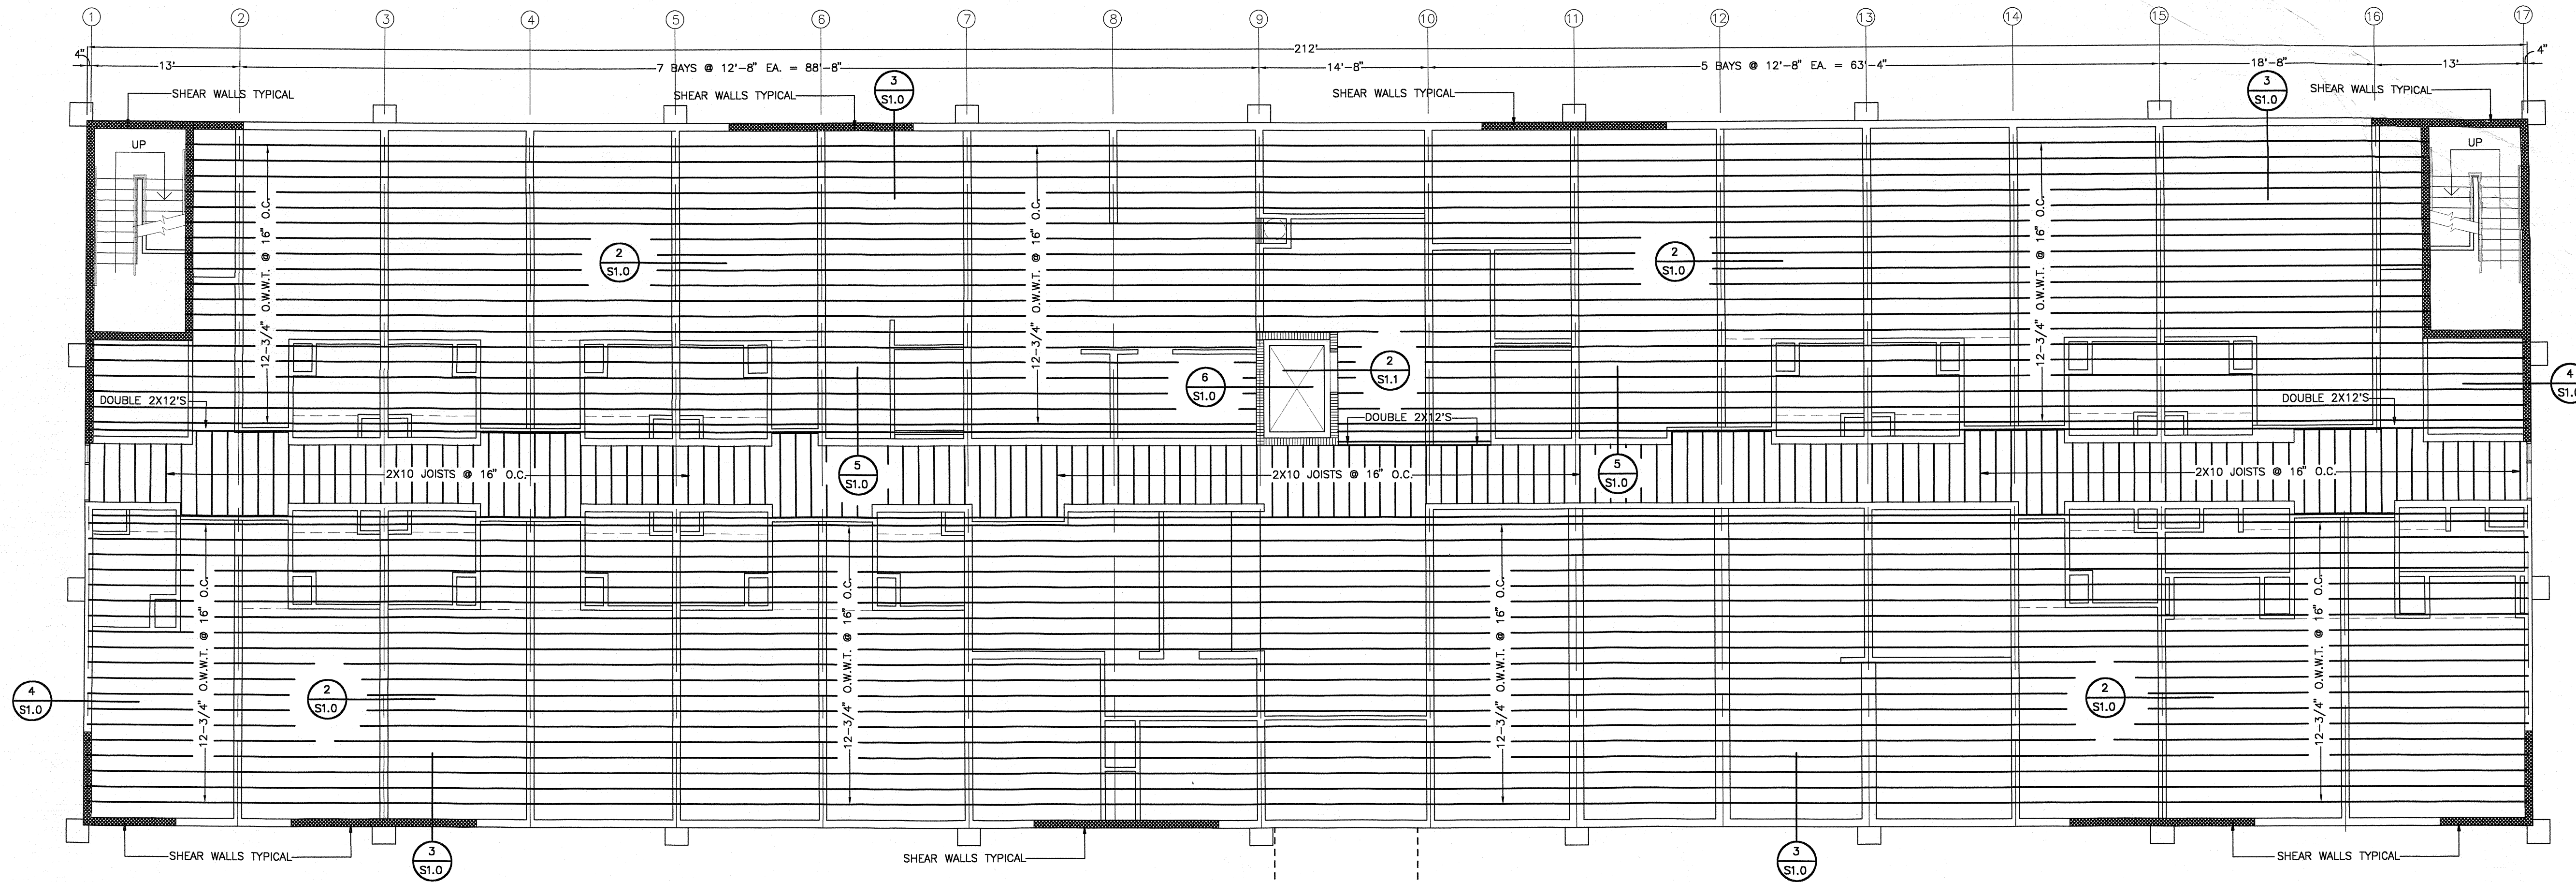 1 2 3 4 5 6 7 8 9 10 11 12 13 14 15 16 17
212'
4" 13' 7 BAYS @ 12'-8" EA. = 88'-8" 14'-8" 5 BAYS @ 12'-8" EA. = 63'-4" 18'-8" 13' 4"
SHEAR WALLS TYPICAL
SHEAR WALLS TYPICAL
3
S1.0
SHEAR WALLS TYPICAL
3
S1.0
SHEAR WALLS TYPICAL
UP
UP
12-3/4" O.W.W.T. @ 16" O.C.
12-3/4" O.W.W.T. @ 16" O.C.
12-3/4" O.W.W.T. @ 16" O.C.
2
S1.0
2
S1.0
6
S1.0
2
S1.1
4
S1.0
DOUBLE 2X12'S
DOUBLE 2X12'S
DOUBLE 2X12'S
2X10 JOISTS @ 16" O.C.
5
S1.0
2X10 JOISTS @ 16" O.C.
5
S1.0
2X10 JOISTS @ 16" O.C.
12-3/4" O.W.W.T. @ 16" O.C.
12-3/4" O.W.W.T. @ 16" O.C.
12-3/4" O.W.W.T. @ 16" O.C.
12-3/4" O.W.W.T. @ 16" O.C.
4
S1.0
2
S1.0
2
S1.0
SHEAR WALLS TYPICAL
3
S1.0
SHEAR WALLS TYPICAL
3
S1.0
SHEAR WALLS TYPICAL